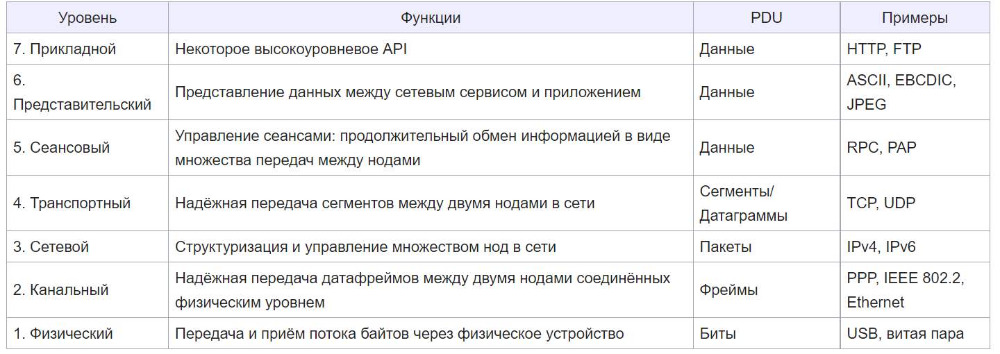 Уровень Функции PDU Примеры
7. Прикладной Некоторое высокоуровневое API Данные HTTP, FTP
6.
Представительский
Представление данных между сетевым сервисом и приложением
Данные
ASCII, EBCDIC,
JPEG
5. Сеансовый
Управление сеансами: продолжительный обмен информацией в виде
множества передач между нодами
Данные
RPC, PAP
4. Транспортный
Надёжная передача сегментов между двумя нодами в сети
Сегменты/
Датаграммы
TCP, UDP
3. Сетевой Структуризация и управление множеством нод в сети Пакеты IPv4, IPv6
2. Канальный
Надёжная передача датафреймов между двумя нодами соединённых
физическим уровнем
Фреймы
PPP, IEEE 802.2,
Ethernet
1. Физический Передача и приём потока байтов через физическое устройство Биты USB, витая пара